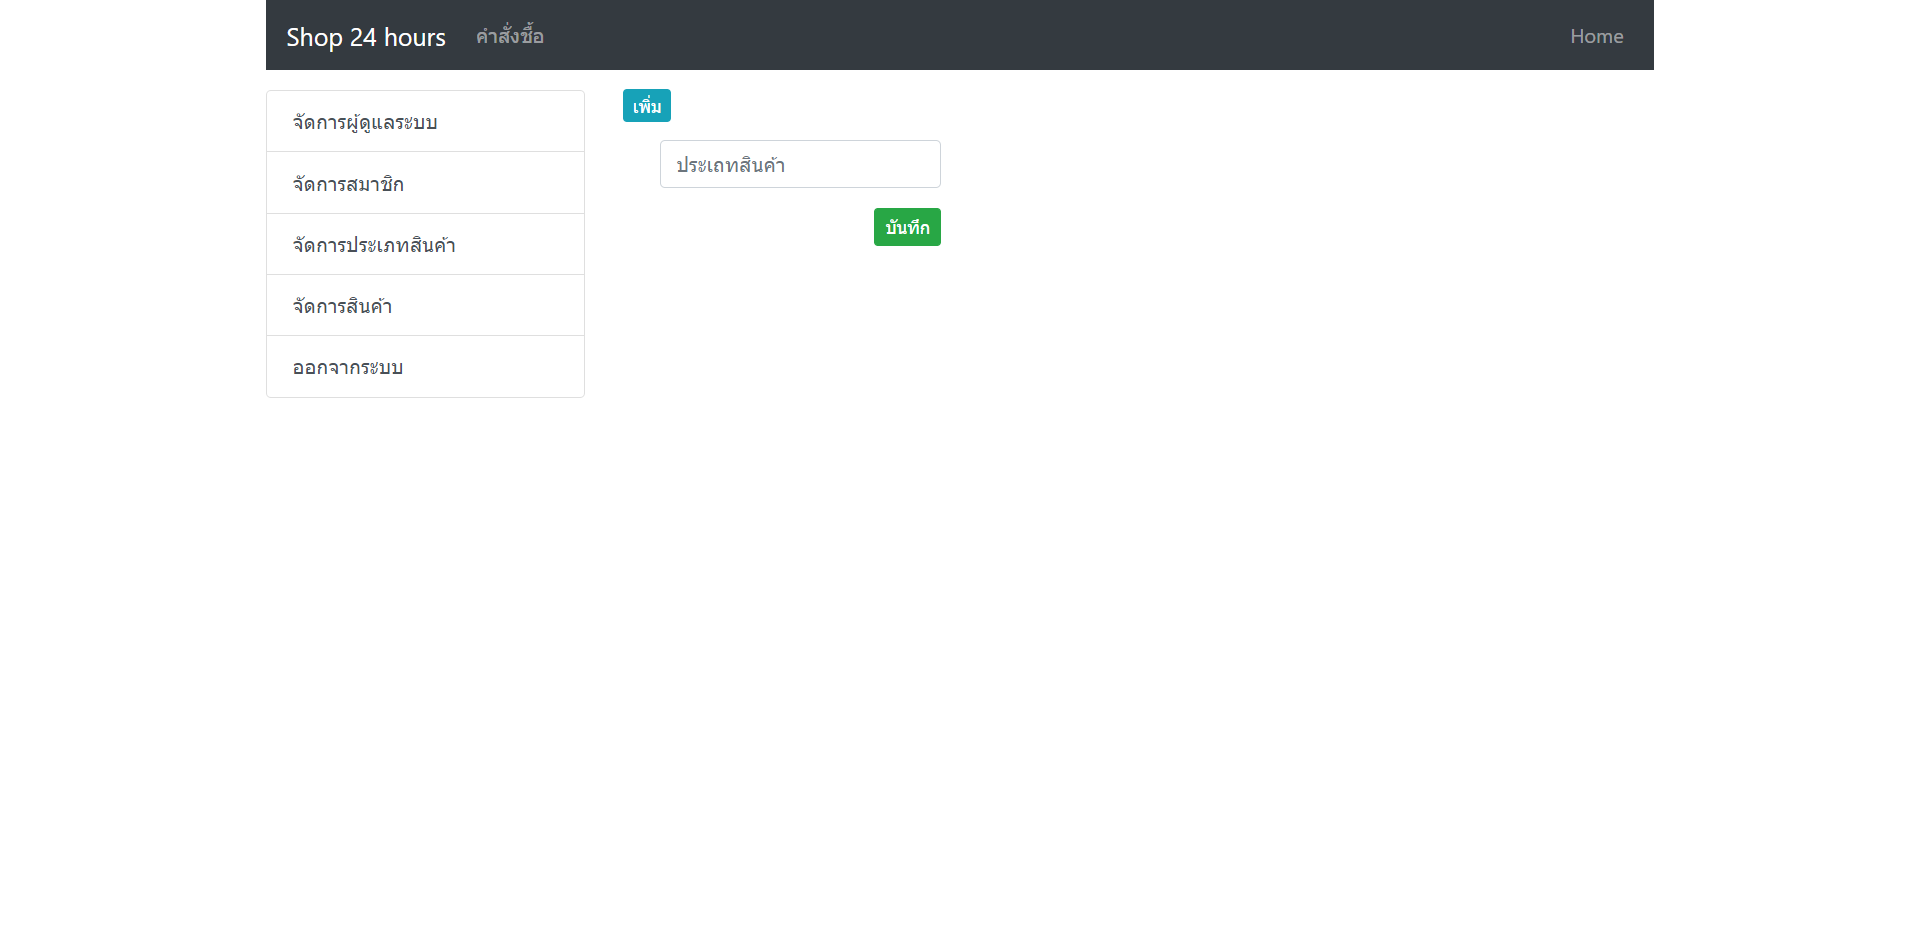 Shop 24 hours คำสั่งซื้อ Home
จัดการผู้ดูแลระบบ
จัดการสมาชิก
จัดการประเภทสินค้า
จัดการสินค้า
ออกจากระบบ
เพิ่ม
ประเถทสินค้า
บันทึก